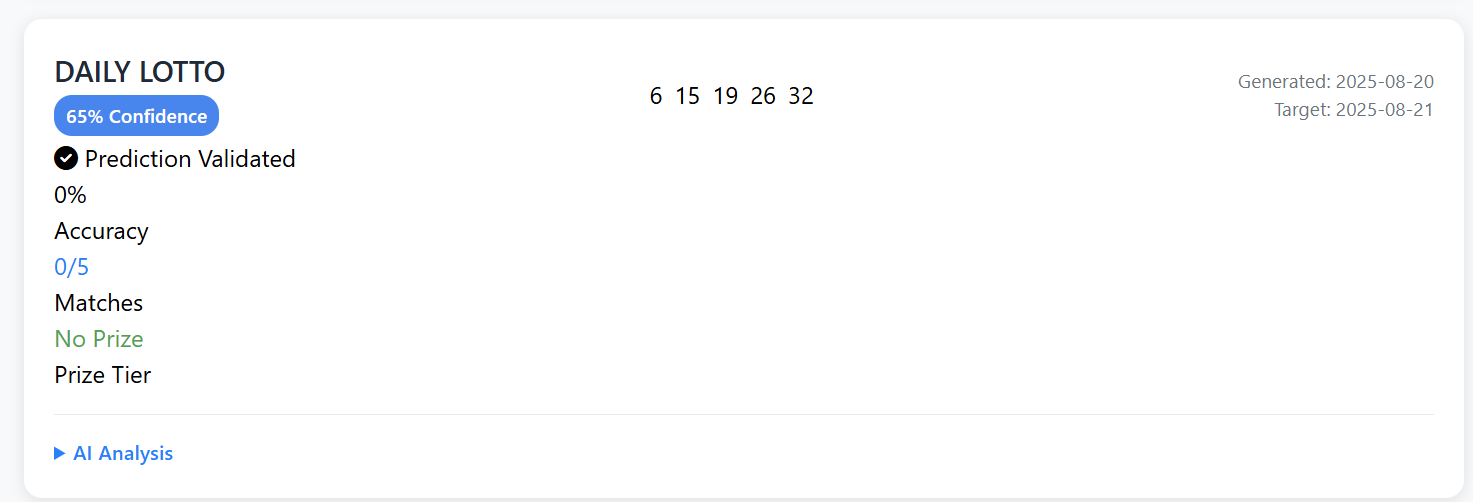 DAILY LOTTO
65% Confidence
6 15 19 26 32
Generated: 2025-08-20
Target: 2025-08-21
Prediction Validated
0%
Accuracy
0/5
Matches
No Prize
Prize Tier
AI Analysis